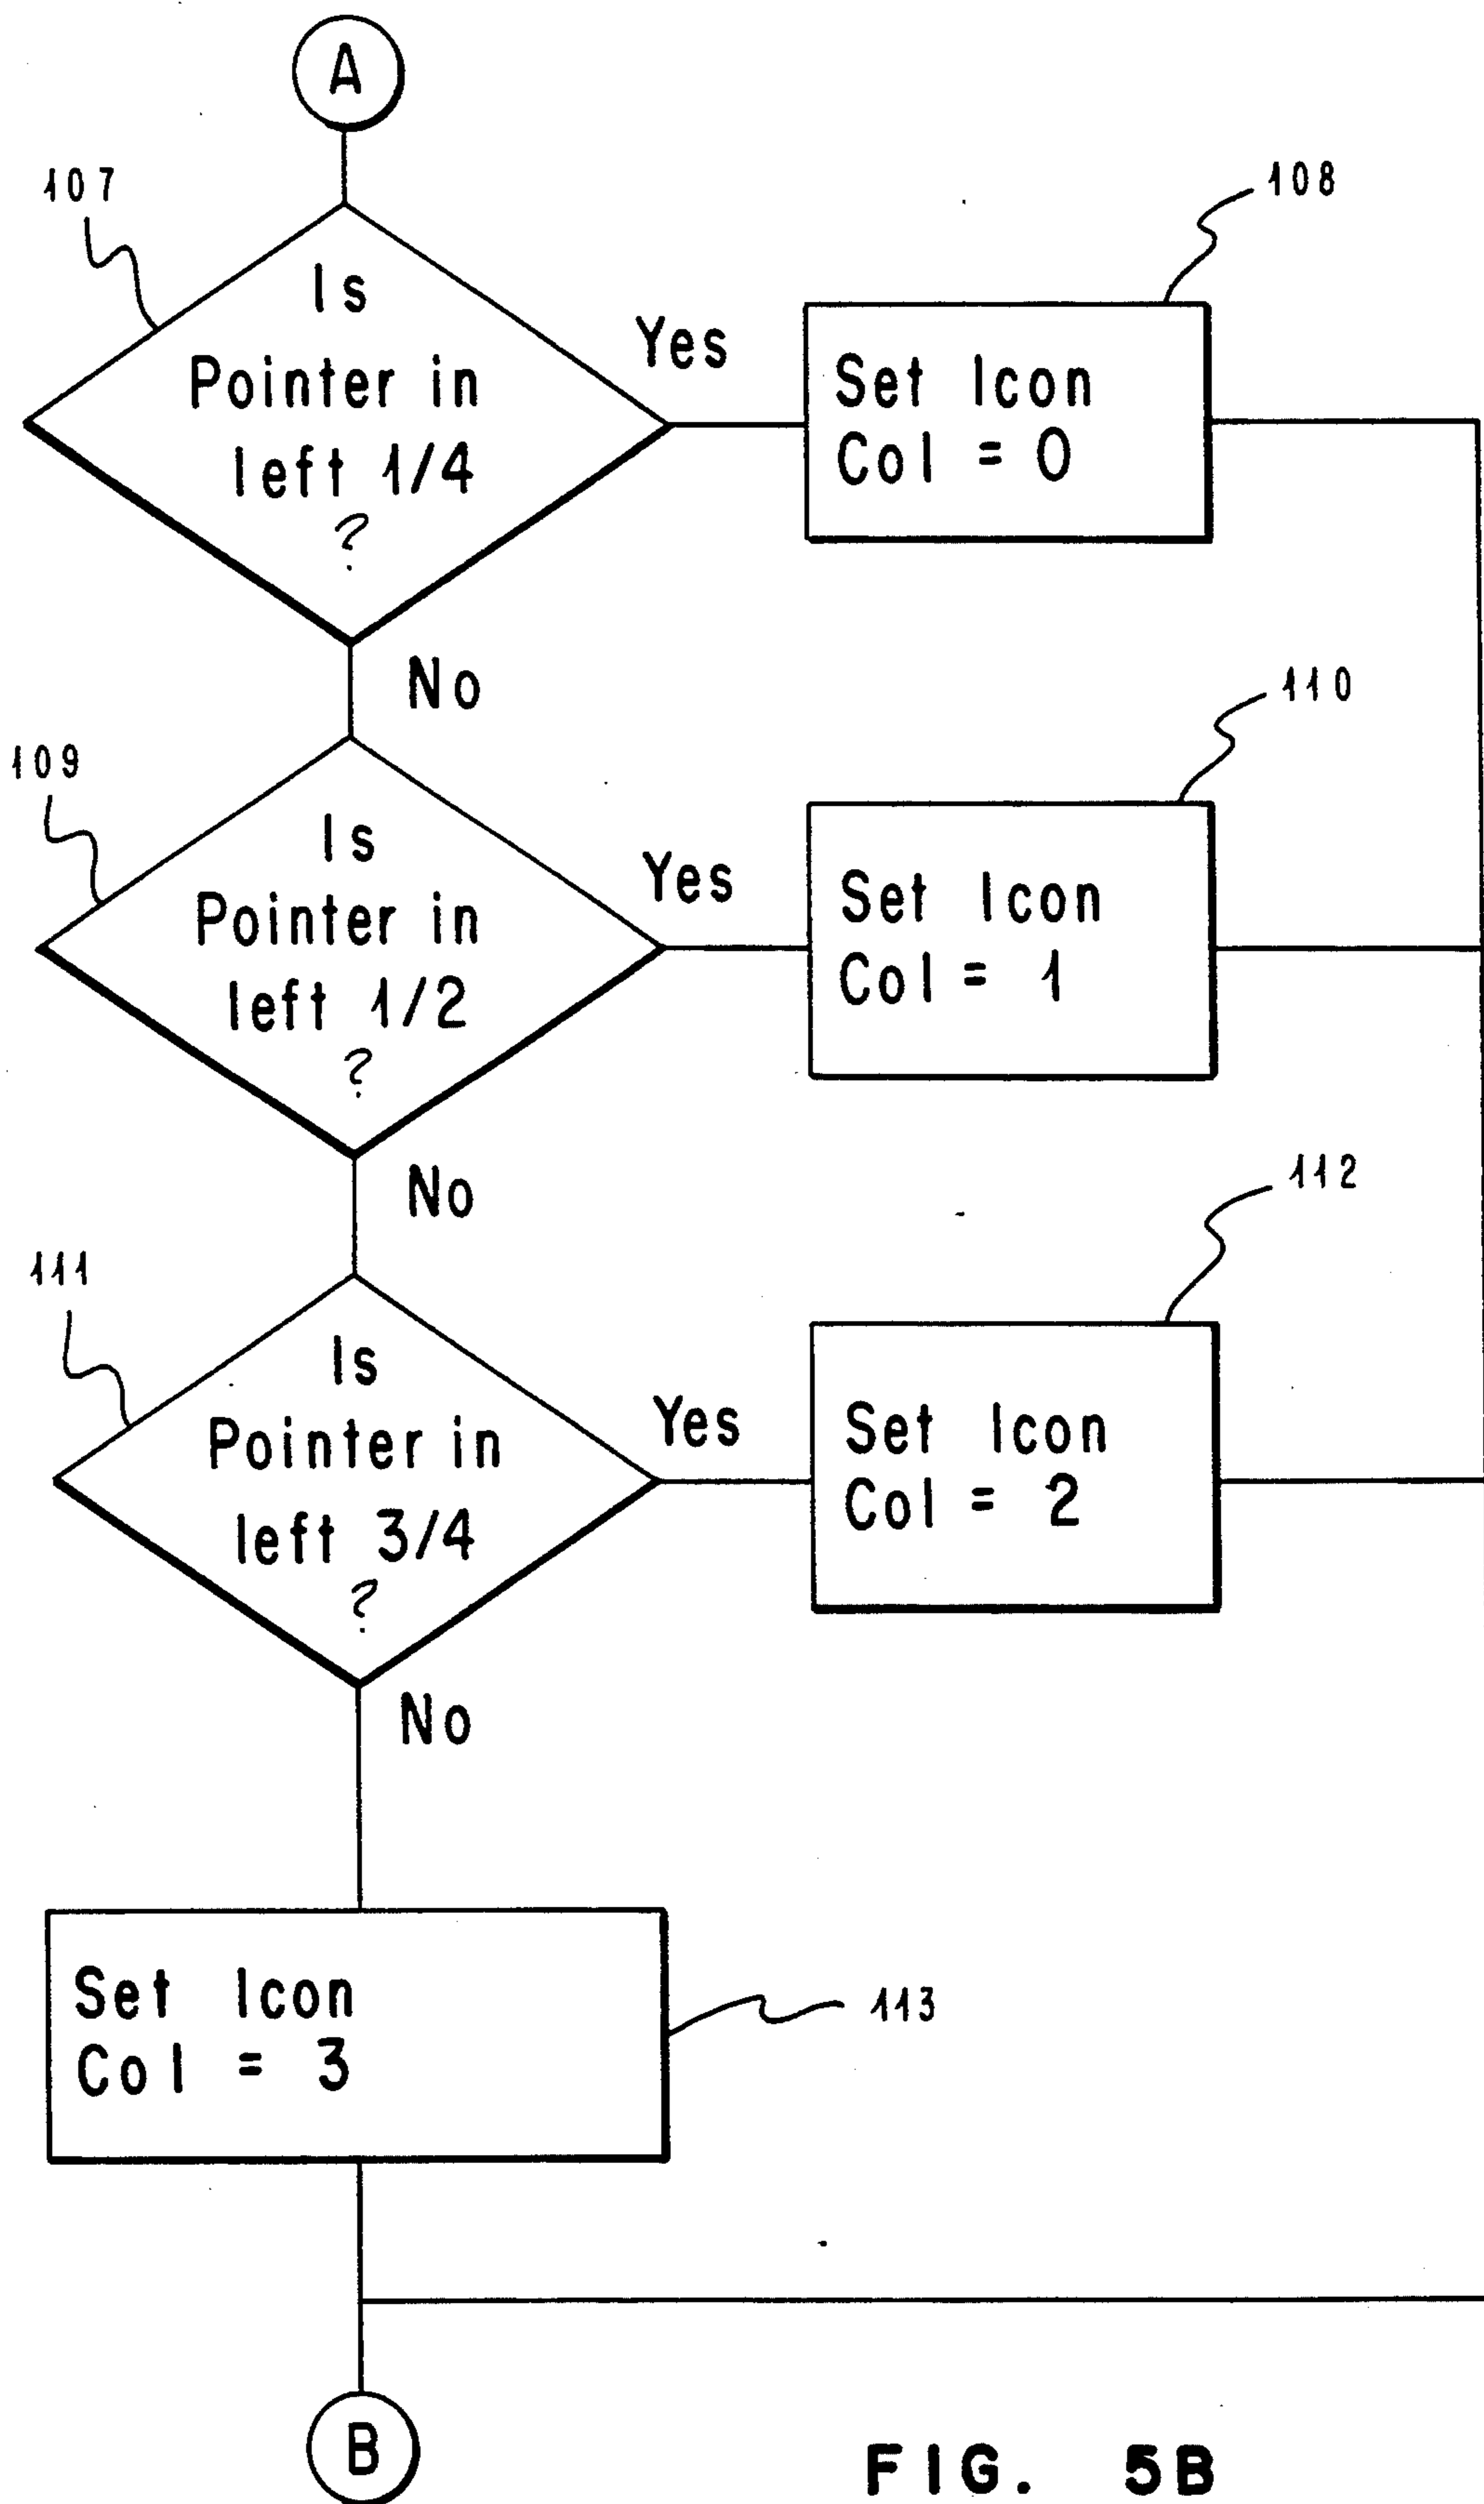 A
107
Is
Pointer in
left 1/4
?
Yes
108
Set Icon
Col = 0
No
109
Is
Pointer in
left 1/2
?
Yes
110
Set Icon
Col = 1
No
111
Is
Pointer in
left 3/4
?
Yes
112
Set Icon
Col = 2
No
Set Icon
Col = 3
113
B
FIG. 5B